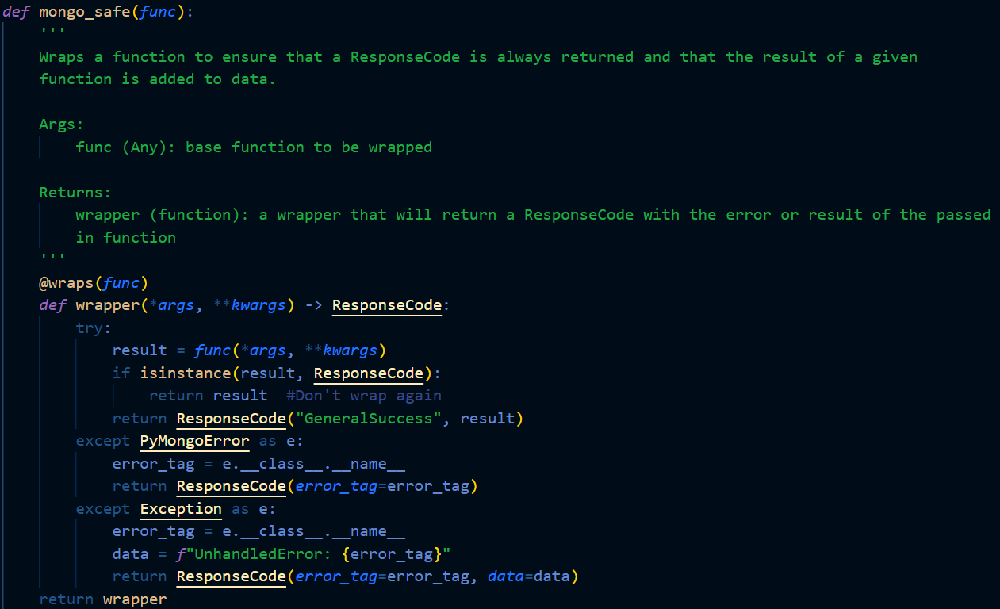 def mongo_safe(func):
    '''
    Wraps a function to ensure that a ResponseCode is always returned and that the result of a given
    function is added to data.

    Args:
        func (Any): base function to be wrapped

    Returns:
        wrapper (function): a wrapper that will return a ResponseCode with the error or result of the passed
        in function
    '''
    @wraps(func)
    def wrapper(*args, **kwargs) -> ResponseCode:
        try:
            result = func(*args, **kwargs)
            if isinstance(result, ResponseCode):
                return result  #Don't wrap again
            return ResponseCode("GeneralSuccess", result)
        except PyMongoError as e:
            error_tag = e.__class__.__name__
            return ResponseCode(error_tag=error_tag)
        except Exception as e:
            error_tag = e.__class__.__name__
            data = f"UnhandledError: {error_tag}"
            return ResponseCode(error_tag=error_tag, data=data)
    return wrapper